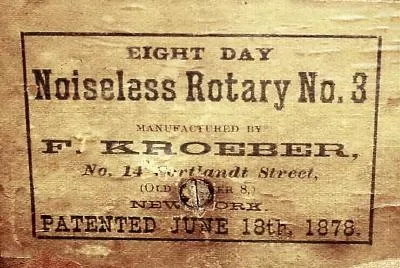 EIGHT DAY
Noiseless Rotary No. 3
MANUFACTURED BY
F. KROEBER,
No. 14 Cortlandt Street,
(OLD 8,)
NEW YORK.
PATENTED JUNE 18th, 1878.